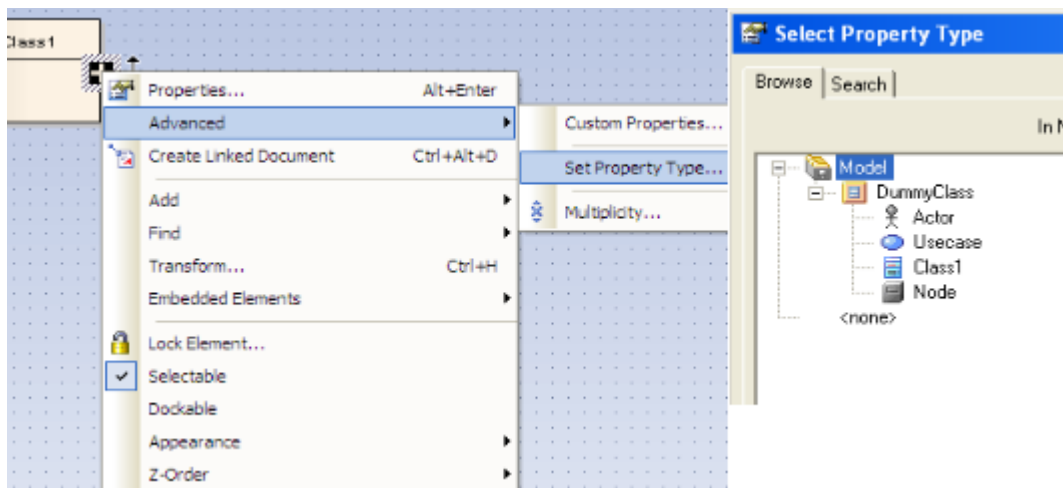 Class1
Properties... Alt+Enter
Advanced
Create Linked Document Ctrl+Alt+D
Add
Find
Transform... Ctrl+H
Embedded Elements
Lock Element...
Selectable
Dockable
Appearance
Z-Order
Custom Properties...
Set Property Type...
Multiplicity...
Select Property Type
Browse Search
In
Model
DummyClass
Actor
Usecase
Class1
Node
<none>